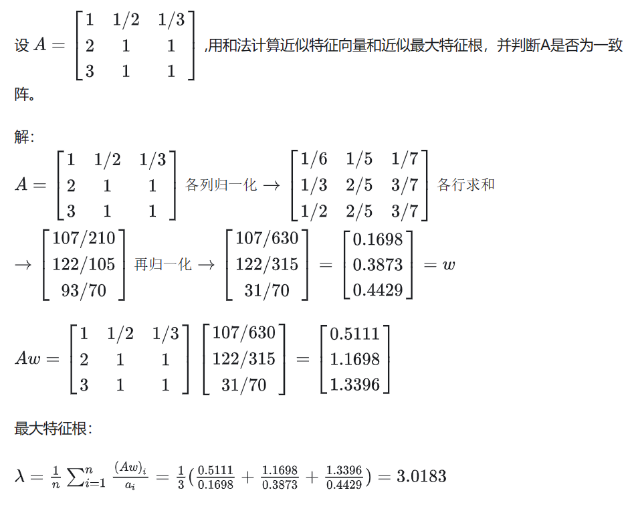 设 $A = \begin{bmatrix} 1 & 1/2 & 1/3 \\ 2 & 1 & 1 \\ 3 & 1 & 1 \end{bmatrix}$ ,用和法计算近似特征向量和近似最大特征根，并判断A是否为一致
阵。
解：
$A = \begin{bmatrix} 1 & 1/2 & 1/3 \\ 2 & 1 & 1 \\ 3 & 1 & 1 \end{bmatrix}$ 各列归一化 $\rightarrow \begin{bmatrix} 1/6 & 1/5 & 1/7 \\ 1/3 & 2/5 & 3/7 \\ 1/2 & 2/5 & 3/7 \end{bmatrix}$ 各行求和
$\rightarrow \begin{bmatrix} 107/210 \\ 122/105 \\ 93/70 \end{bmatrix}$ 再归一化 $\rightarrow \begin{bmatrix} 107/630 \\ 122/315 \\ 31/70 \end{bmatrix} = \begin{bmatrix} 0.1698 \\ 0.3873 \\ 0.4429 \end{bmatrix} = w$
$Aw = \begin{bmatrix} 1 & 1/2 & 1/3 \\ 2 & 1 & 1 \\ 3 & 1 & 1 \end{bmatrix} \begin{bmatrix} 107/630 \\ 122/315 \\ 31/70 \end{bmatrix} = \begin{bmatrix} 0.5111 \\ 1.1698 \\ 1.3396 \end{bmatrix}$
最大特征根：
$\lambda = \frac{1}{n} \sum_{i=1}^{n} \frac{(Aw)_i}{a_i} = \frac{1}{3} ( \frac{0.5111}{0.1698} + \frac{1.1698}{0.3873} + \frac{1.3396}{0.4429} ) = 3.0183$